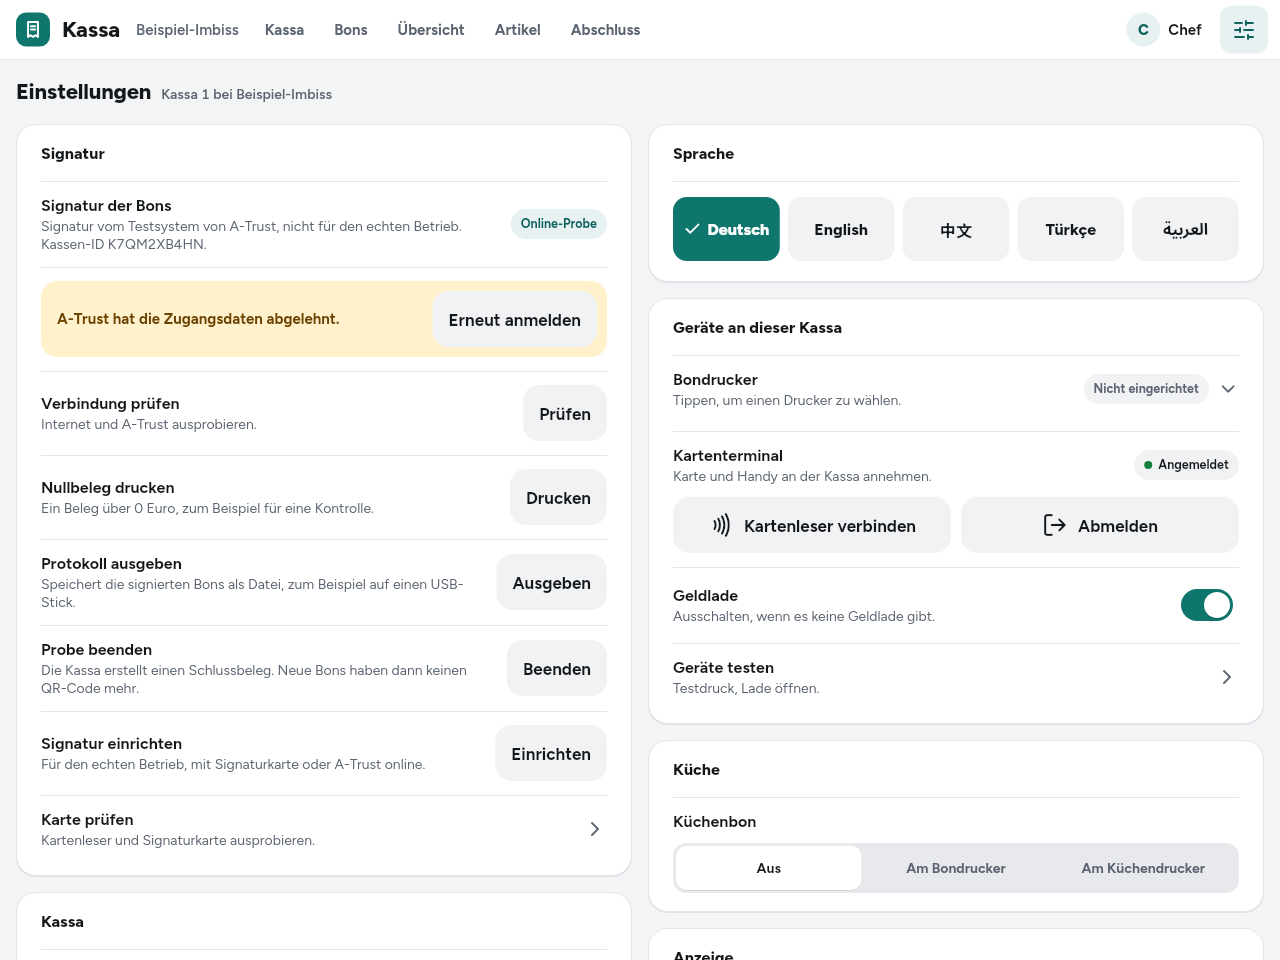 Kassa
Beispiel-Imbiss
Kassa
Bons
Übersicht
Artikel
Abschluss
C
Chef
Einstellungen
Kassa 1 bei Beispiel-Imbiss
Signatur
Signatur der Bons
Signatur vom Testsystem von A-Trust, nicht für den echten Betrieb.
Kassen-ID K7QM2XB4HN.
Online-Probe
A-Trust hat die Zugangsdaten abgelehnt.
Erneut anmelden
Verbindung prüfen
Internet und A-Trust ausprobieren.
Prüfen
Nullbeleg drucken
Ein Beleg über 0 Euro, zum Beispiel für eine Kontrolle.
Drucken
Protokoll ausgeben
Speichert die signierten Bons als Datei, zum Beispiel auf einen USB-
Stick.
Ausgeben
Probe beenden
Die Kassa erstellt einen Schlussbeleg. Neue Bons haben dann keinen
QR-Code mehr.
Beenden
Signatur einrichten
Für den echten Betrieb, mit Signaturkarte oder A-Trust online.
Einrichten
Karte prüfen
Kartenleser und Signaturkarte ausprobieren.
Kassa
Sprache
Deutsch
English
中文
Türkçe
العربية
Geräte an dieser Kassa
Bondrucker
Tippen, um einen Drucker zu wählen.
Nicht eingerichtet
Kartenterminal
Karte und Handy an der Kassa annehmen.
Angemeldet
Kartenleser verbinden
Abmelden
Geldlade
Ausschalten, wenn es keine Geldlade gibt.
Geräte testen
Testdruck, Lade öffnen.
Küche
Küchenbon
Aus
Am Bondrucker
Am Küchendrucker
Anzeige